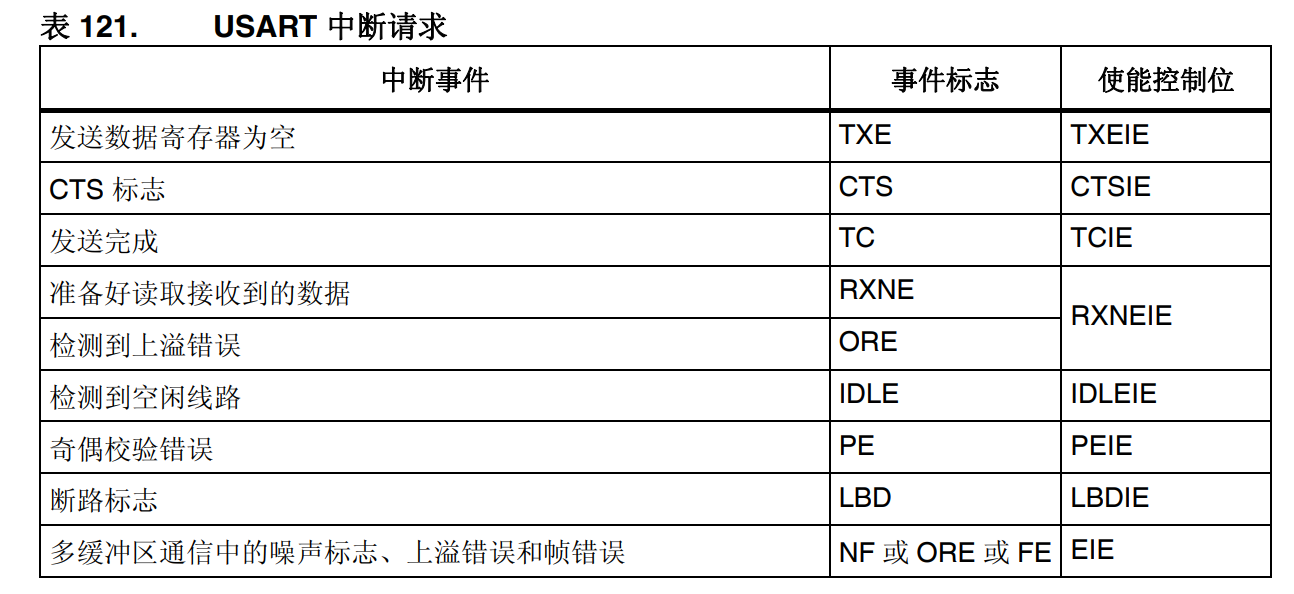 表 121. USART 中断请求
中断事件 事件标志 使能控制位
发送数据寄存器为空 TXE TXEIE
CTS 标志 CTS CTSIE
发送完成 TC TCIE
准备好读取接收到的数据 RXNE RXNEIE
检测到上溢错误 ORE
检测到空闲线路 IDLE IDLEIE
奇偶校验错误 PE PEIE
断路标志 LBD LBDIE
多缓冲区通信中的噪声标志、上溢错误和帧错误 NF 或 ORE 或 FE EIE